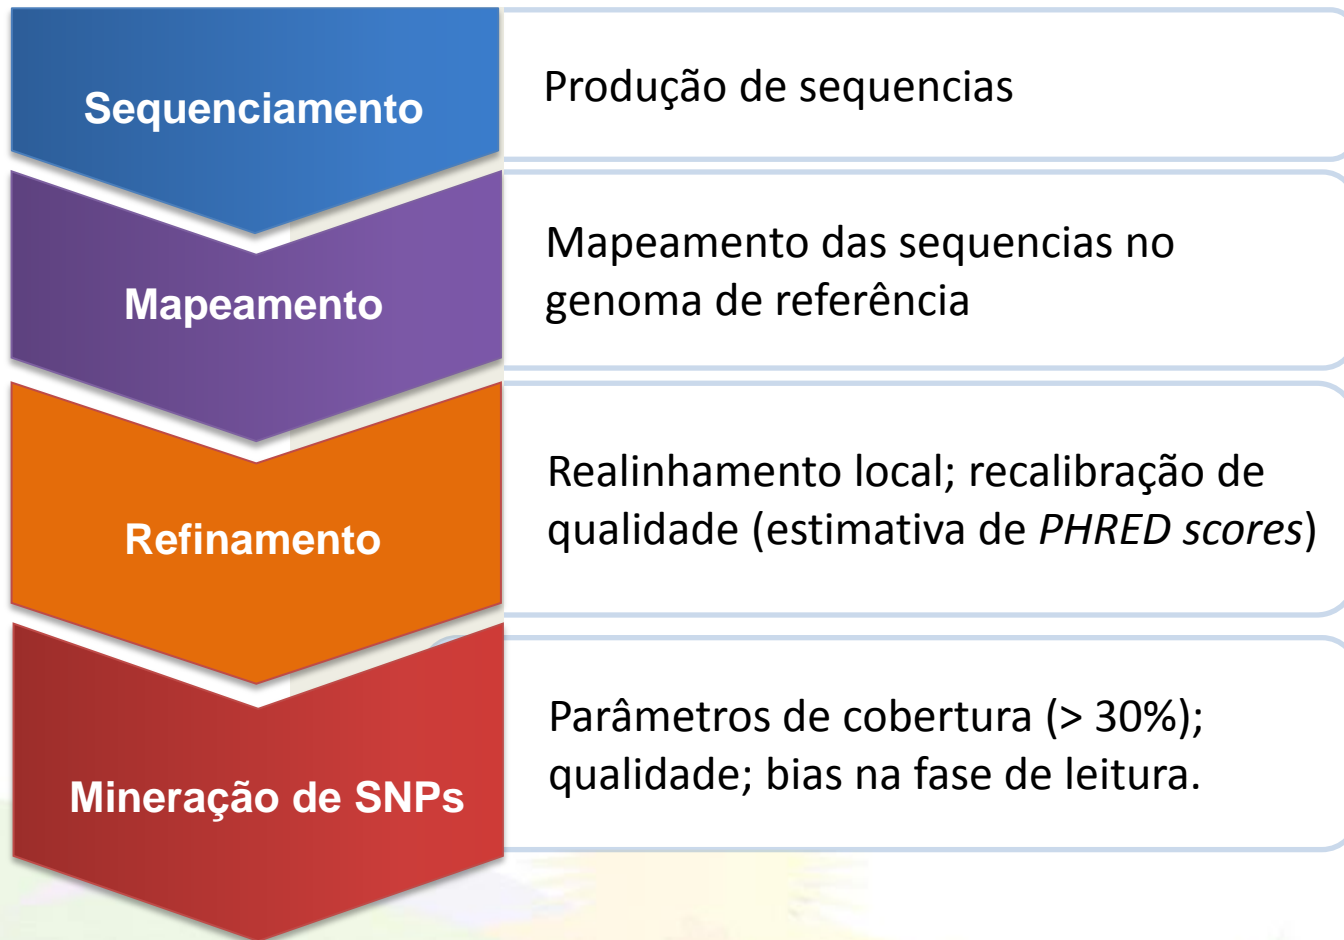 Sequenciamento
Produção de sequencias
Mapeamento
Mapeamento das sequencias no
genoma de referência
Refinamento
Realinhamento local; recalibração de
qualidade (estimativa de PHRED scores)
Mineração de SNPs
Parâmetros de cobertura (> 30%);
qualidade; bias na fase de leitura.